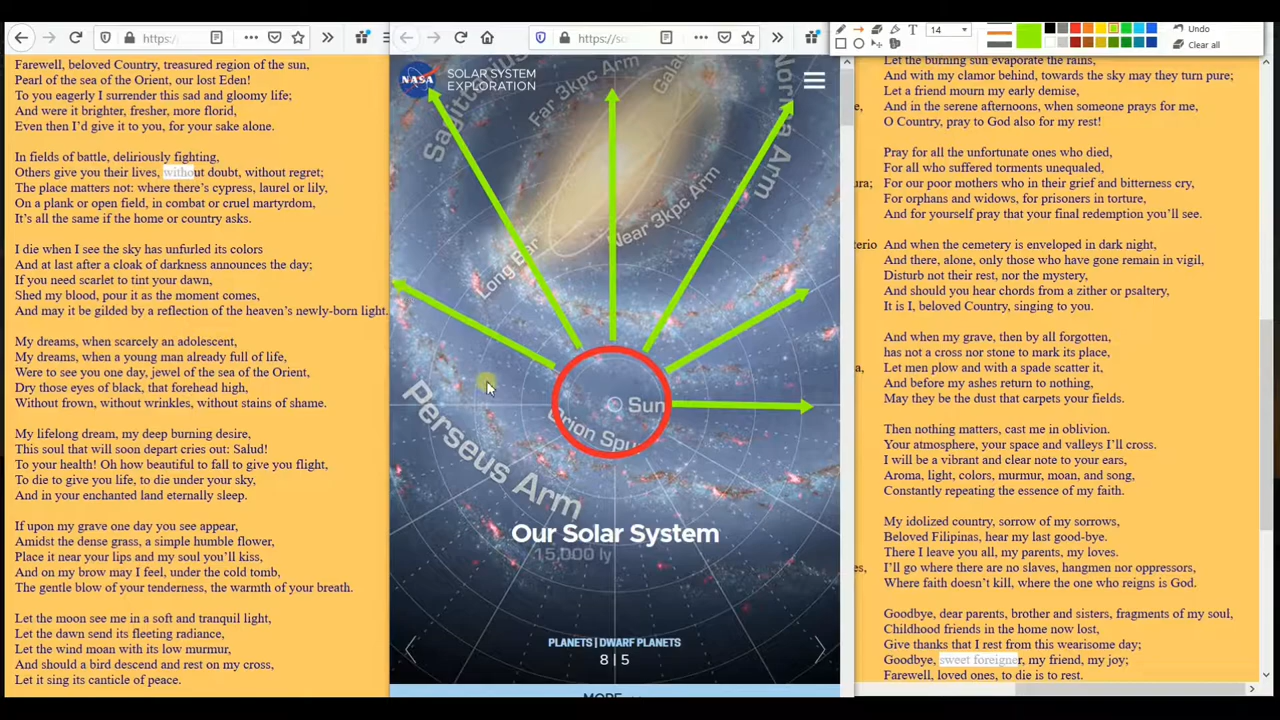 https://
https://so
14
Undo
Clear all
Farewell, beloved Country, treasured region of the sun,
Pearl of the sea of the Orient, our lost Eden!
To you eagerly I surrender this sad and gloomy life;
And were it brighter, fresher, more florid,
Even then I’d give it to you, for your sake alone.
In fields of battle, deliriously fighting,
Others give you their lives, without doubt, without regret;
The place matters not: where there’s cypress, laurel or lily,
On a plank or open field, in combat or cruel martyrdom,
It’s all the same if the home or country asks.
I die when I see the sky has unfurled its colors
And at last after a cloak of darkness announces the day;
If you need scarlet to tint your dawn,
Shed my blood, pour it as the moment comes,
And may it be gilded by a reflection of the heaven’s newly-born light.
My dreams, when scarcely an adolescent,
My dreams, when a young man already full of life,
Were to see you one day, jewel of the sea of the Orient,
Dry those eyes of black, that forehead high,
Without frown, without wrinkles, without stains of shame.
My lifelong dream, my deep burning desire,
This soul that will soon depart cries out: Salud!
To your health! Oh how beautiful to fall to give you flight,
To die to give you life, to die under your sky,
And in your enchanted land eternally sleep.
If upon my grave one day you see appear,
Amidst the dense grass, a simple humble flower,
Place it near your lips and my soul you’ll kiss,
And on my brow may I feel, under the cold tomb,
The gentle blow of your tenderness, the warmth of your breath.
Let the moon see me in a soft and tranquil light,
Let the dawn send its fleeting radiance,
Let the wind moan with its low murmur,
And should a bird descend and rest on my cross,
Let it sing its canticle of peace.
NASA
SOLAR SYSTEM
EXPLORATION
Far 3kpc Arm
Norma Arm
Near 3kpc Arm
Long Bar
Sun
Orion Spu
Perseus Arm
Our Solar System
15,000 ly
PLANETS | DWARF PLANETS
8 | 5
MORE
Let the burning sun evaporate the rains,
And with my clamor behind, towards the sky may they turn pure;
Let a friend mourn my early demise,
And in the serene afternoons, when someone prays for me,
O Country, pray to God also for my rest!
Pray for all the unfortunate ones who died,
For all who suffered torments unequaled,
ura; For our poor mothers who in their grief and bitterness cry,
For orphans and widows, for prisoners in torture,
And for yourself pray that your final redemption you’ll see.
terio And when the cemetery is enveloped in dark night,
And there, alone, only those who have gone remain in vigil,
Disturb not their rest, nor the mystery,
And should you hear chords from a zither or psaltery,
It is I, beloved Country, singing to you.
And when my grave, then by all forgotten,
has not a cross nor stone to mark its place,
a, Let men plow and with a spade scatter it,
And before my ashes return to nothing,
May they be the dust that carpets your fields.
Then nothing matters, cast me in oblivion.
Your atmosphere, your space and valleys I’ll cross.
I will be a vibrant and clear note to your ears,
Aroma, light, colors, murmur, moan, and song,
Constantly repeating the essence of my faith.
My idolized country, sorrow of my sorrows,
Beloved Filipinas, hear my last good-bye.
There I leave you all, my parents, my loves.
es, I’ll go where there are no slaves, hangmen nor oppressors,
Where faith doesn’t kill, where the one who reigns is God.
Goodbye, dear parents, brother and sisters, fragments of my soul,
Childhood friends in the home now lost,
Give thanks that I rest from this wearisome day;
Goodbye, sweet foreigner, my friend, my joy;
Farewell, loved ones, to die is to rest.